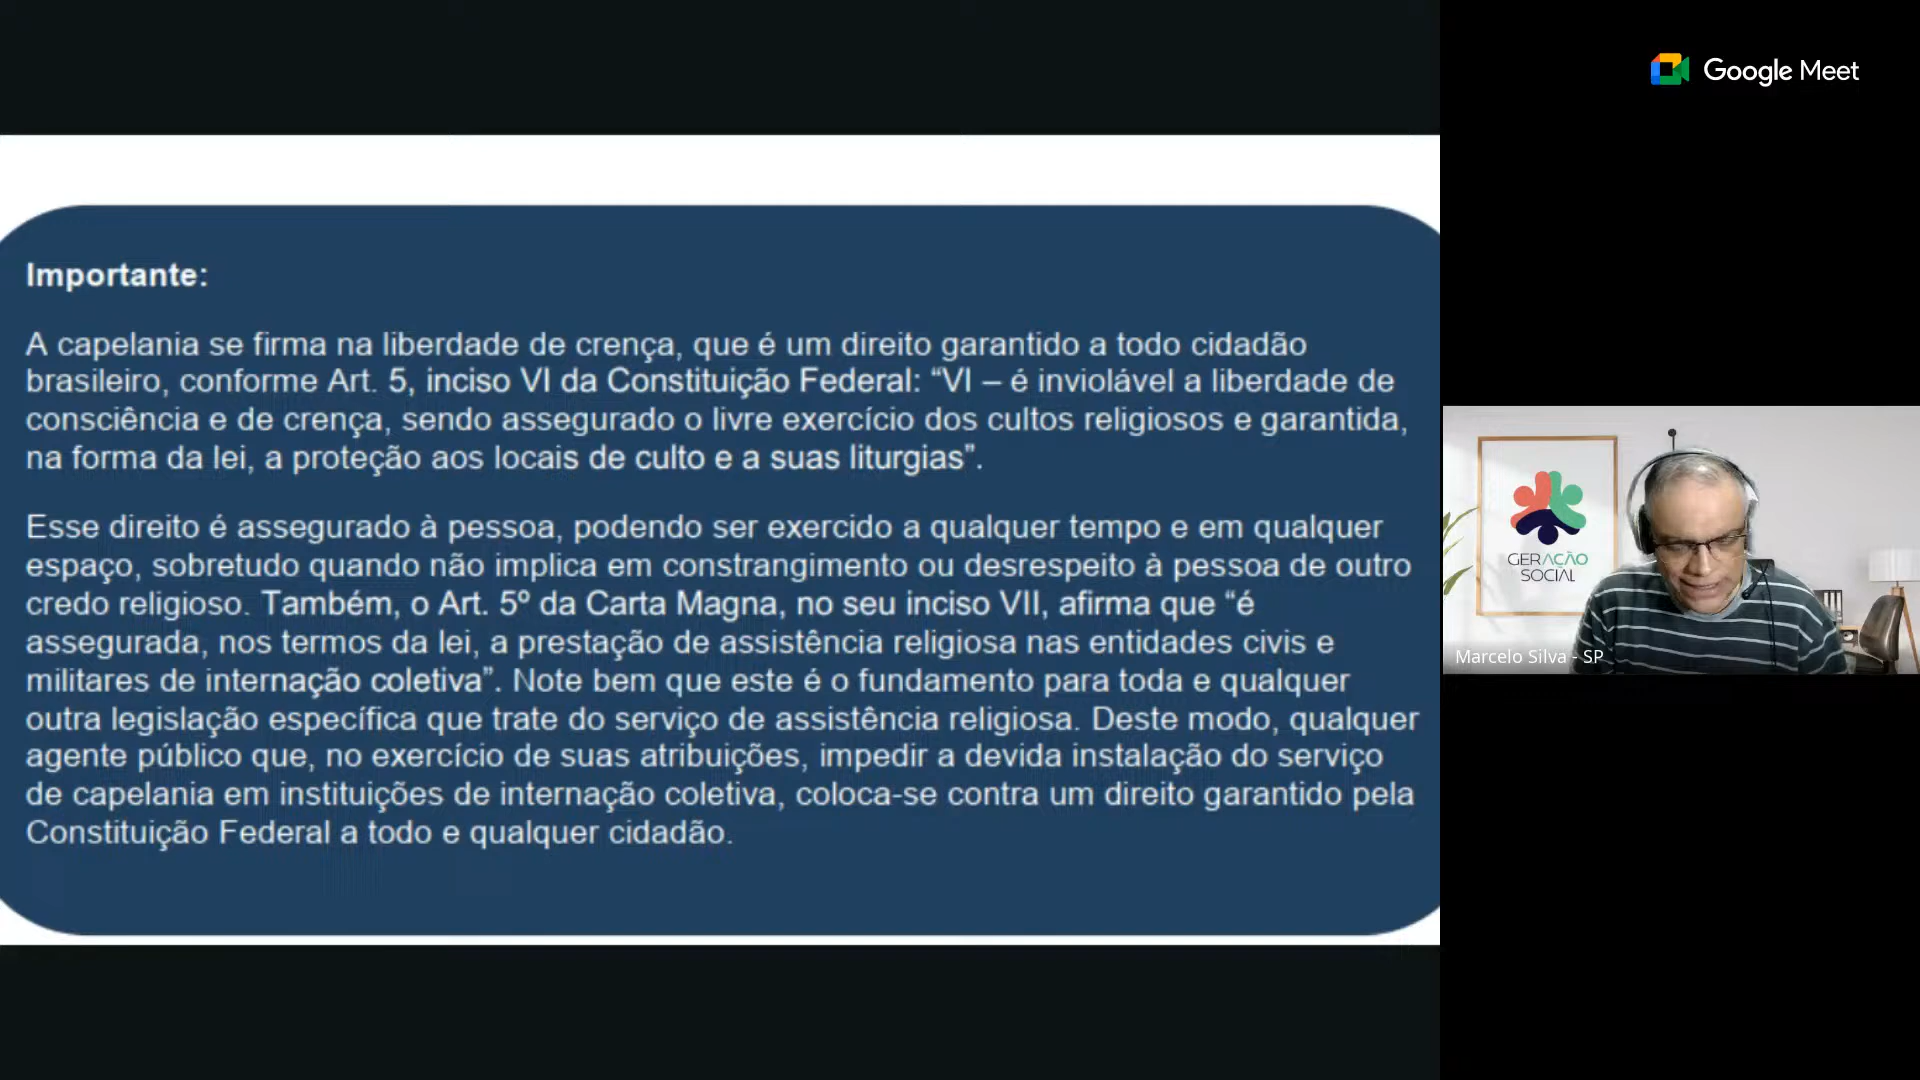 Google Meet
Importante:
A capelania se firma na liberdade de crença, que é um direito garantido a todo cidadão
brasileiro, conforme Art. 5, inciso VI da Constituição Federal: “VI – é inviolável a liberdade de
consciência e de crença, sendo assegurado o livre exercício dos cultos religiosos e garantida,
na forma da lei, a proteção aos locais de culto e a suas liturgias”.
Esse direito é assegurado à pessoa, podendo ser exercido a qualquer tempo e em qualquer
espaço, sobretudo quando não implica em constrangimento ou desrespeito à pessoa de outro
credo religioso. Também, o Art. 5º da Carta Magna, no seu inciso VII, afirma que “é
assegurada, nos termos da lei, a prestação de assistência religiosa nas entidades civis e
militares de internação coletiva”. Note bem que este é o fundamento para toda e qualquer
outra legislação específica que trate do serviço de assistência religiosa. Deste modo, qualquer
agente público que, no exercício de suas atribuições, impedir a devida instalação do serviço
de capelania em instituições de internação coletiva, coloca-se contra um direito garantido pela
Constituição Federal a todo e qualquer cidadão.
GERAÇÃO
SOCIAL
Marcelo Silva - SP